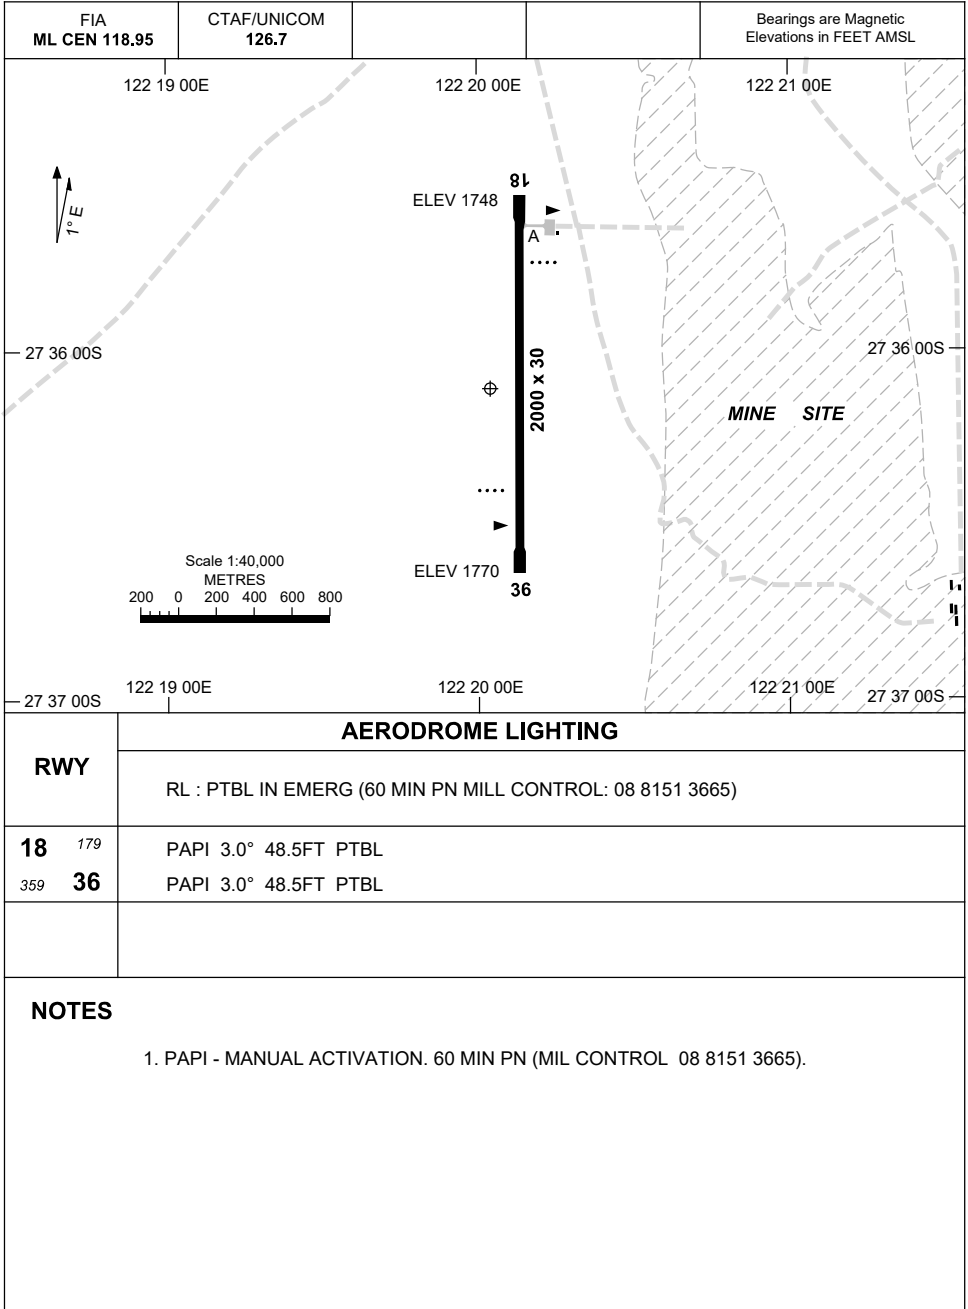 FIA
ML CEN 118.95
CTAF/UNICOM
126.7
Bearings are Magnetic
Elevations in FEET AMSL
122 19 00E
122 20 00E
122 21 00E
1° E
18
ELEV 1748
A
27 36 00S
27 36 00S
2000 x 30
MINE SITE
Scale 1:40,000
METRES
200 0 200 400 600 800
ELEV 1770
36
122 19 00E
122 20 00E
122 21 00E
27 37 00S
27 37 00S
RWY
AERODROME LIGHTING
RL : PTBL IN EMERG (60 MIN PN MILL CONTROL: 08 8151 3665)
18 179 PAPI 3.0° 48.5FT PTBL
359 36 PAPI 3.0° 48.5FT PTBL
NOTES
1. PAPI - MANUAL ACTIVATION. 60 MIN PN (MIL CONTROL 08 8151 3665).